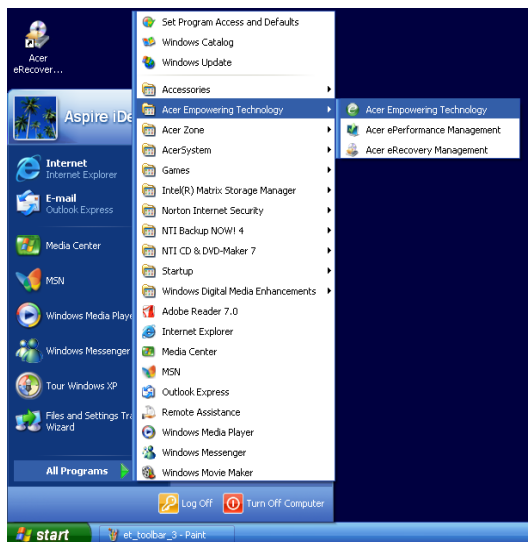 Acer
eRecover...
Aspire iDe
Internet
Internet Explorer
E-mail
Outlook Express
Media Center
MSN
Windows Media Playe
Windows Messenger
Tour Windows XP
Files and Settings Tra
Wizard
All Programs
Set Program Access and Defaults
Windows Catalog
Windows Update
Accessories
Acer Empowering Technology
Acer Zone
AcerSystem
Games
Intel(R) Matrix Storage Manager
Norton Internet Security
NTI Backup NOW! 4
NTI CD & DVD-Maker 7
Startup
Windows Digital Media Enhancements
Adobe Reader 7.0
Internet Explorer
Media Center
MSN
Outlook Express
Remote Assistance
Windows Media Player
Windows Messenger
Windows Movie Maker
Acer Empowering Technology
Acer ePerformance Management
Acer eRecovery Management
Log Off
Turn Off Computer
start
et_toolbar_3 - Paint